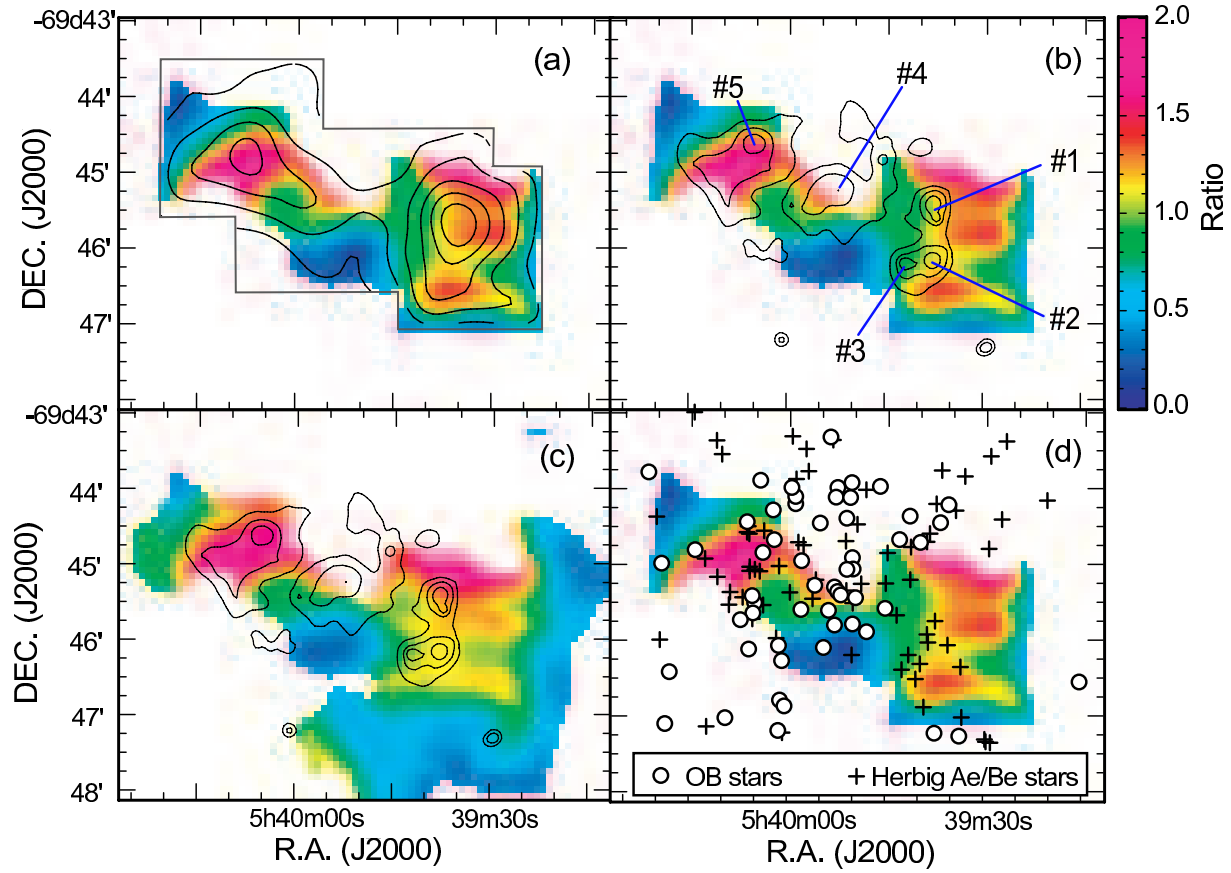 -69d43'
44'
45'
46'
47'
DEC. (J2000)
(a)
(b)
#5
#4
#1
#2
#3
2.0
1.5
1.0
0.5
0.0
Ratio
-69d43'
44'
45'
46'
47'
48'
DEC. (J2000)
(c)
(d)
OB stars
Herbig Ae/Be stars
5h40m00s
39m30s
R.A. (J2000)
5h40m00s
39m30s
R.A. (J2000)